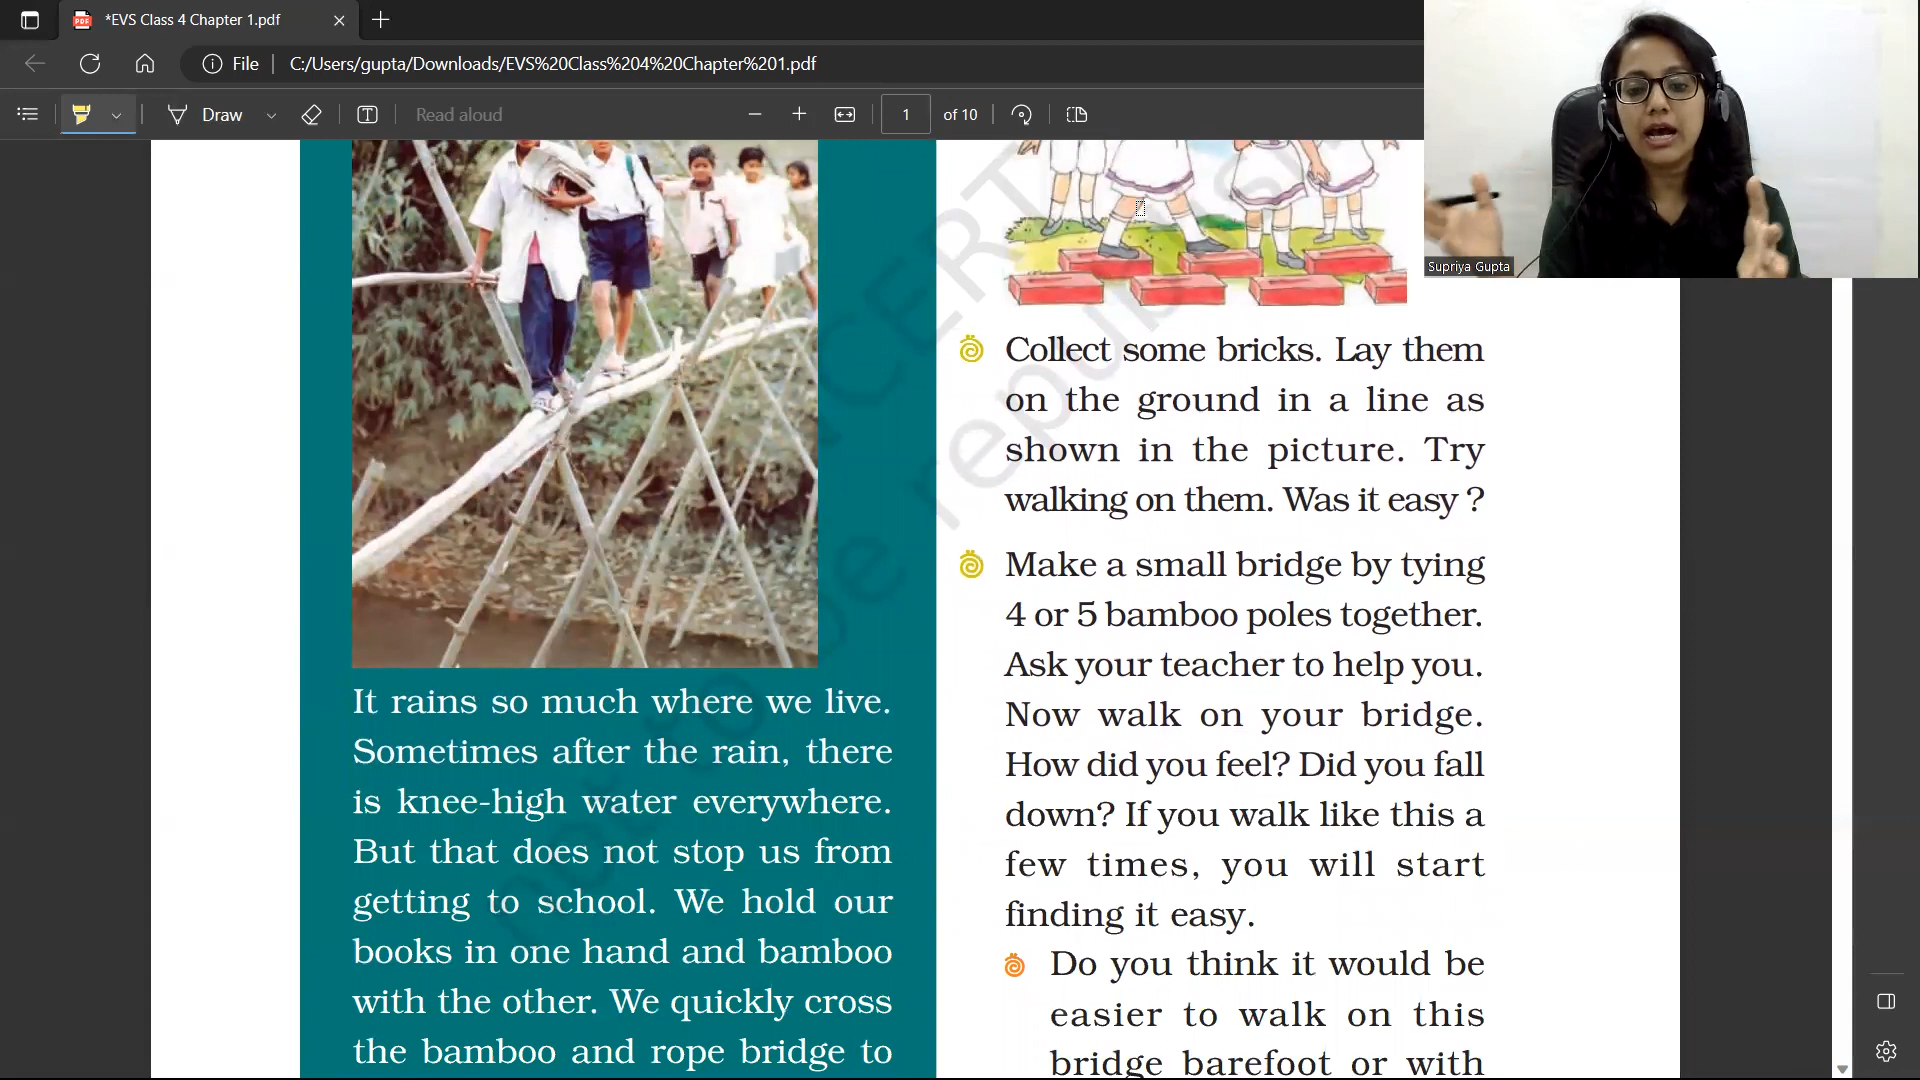 *EVS Class 4 Chapter 1.pdf
File
C:/Users/gupta/Downloads/EVS%20Class%204%20Chapter%201.pdf
Draw
Read aloud
1
of 10
Supriya Gupta
It rains so much where we live.
Sometimes after the rain, there
is knee-high water everywhere.
But that does not stop us from
getting to school. We hold our
books in one hand and bamboo
with the other. We quickly cross
the bamboo and rope bridge to
Collect some bricks. Lay them
on the ground in a line as
shown in the picture. Try
walking on them. Was it easy ?
Make a small bridge by tying
4 or 5 bamboo poles together.
Ask your teacher to help you.
Now walk on your bridge.
How did you feel? Did you fall
down? If you walk like this a
few times, you will start
finding it easy.
Do you think it would be
easier to walk on this
bridge barefoot or with
not to be republish